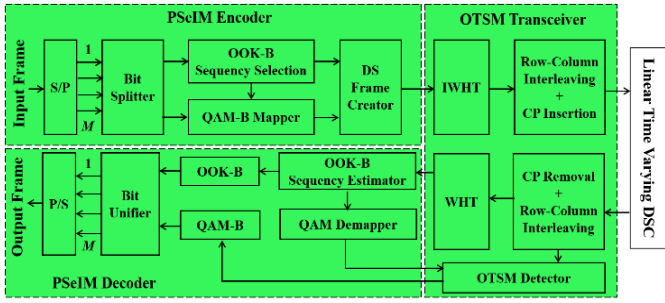 PSeIM Encoder
OTSM Transceiver
Input Frame
S/P
1
M
Bit
Splitter
OOK-B
Sequency Selection
QAM-B Mapper
DS
Frame
Creator
IWHT
Row-Column
Interleaving
+
CP Insertion
Linear Time Varying DSC
Output Frame
P/S
1
M
Bit
Unifier
OOK-B
QAM-B
OOK-B
Sequency Estimator
QAM Demapper
WHT
CP Removal
+
Row-Column
Interleaving
OTSM Detector
PSeIM Decoder